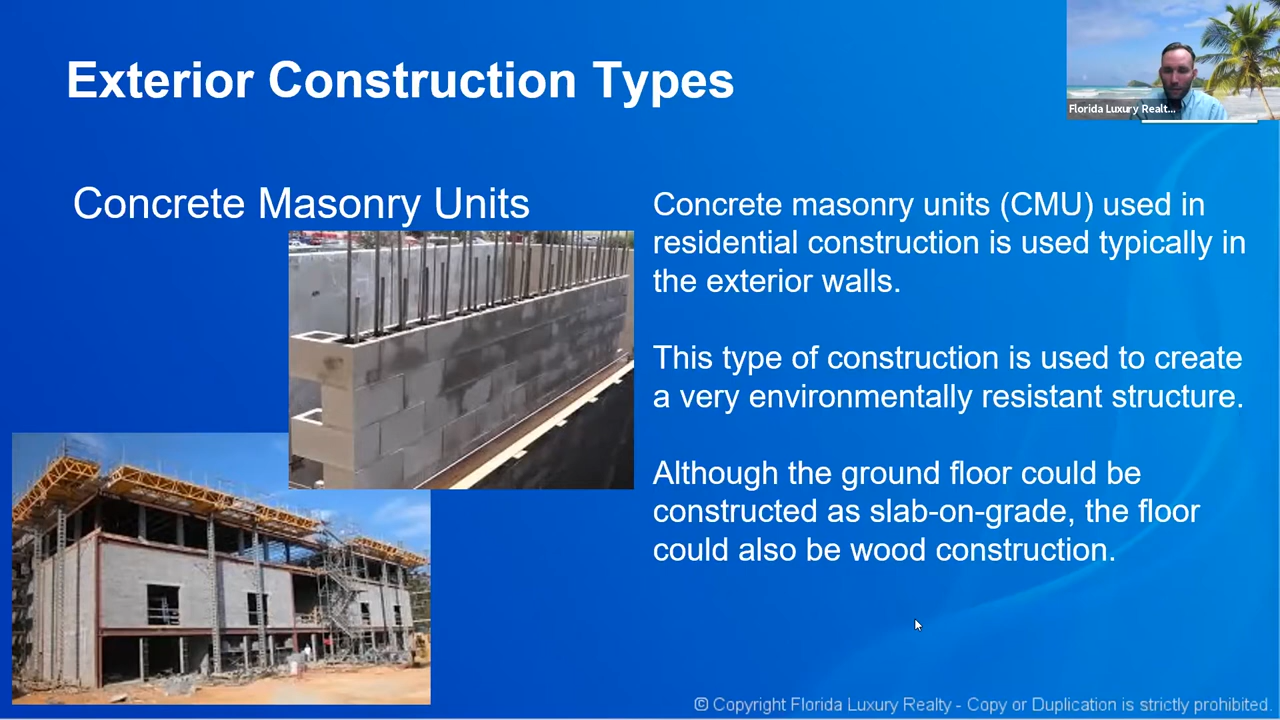 Exterior Construction Types
Florida Luxury Realt...
Concrete Masonry Units
Concrete masonry units (CMU) used in
residential construction is used typically in
the exterior walls.
This type of construction is used to create
a very environmentally resistant structure.
Although the ground floor could be
constructed as slab-on-grade, the floor
could also be wood construction.
© Copyright Florida Luxury Realty - Copy or Duplication is strictly prohibited.